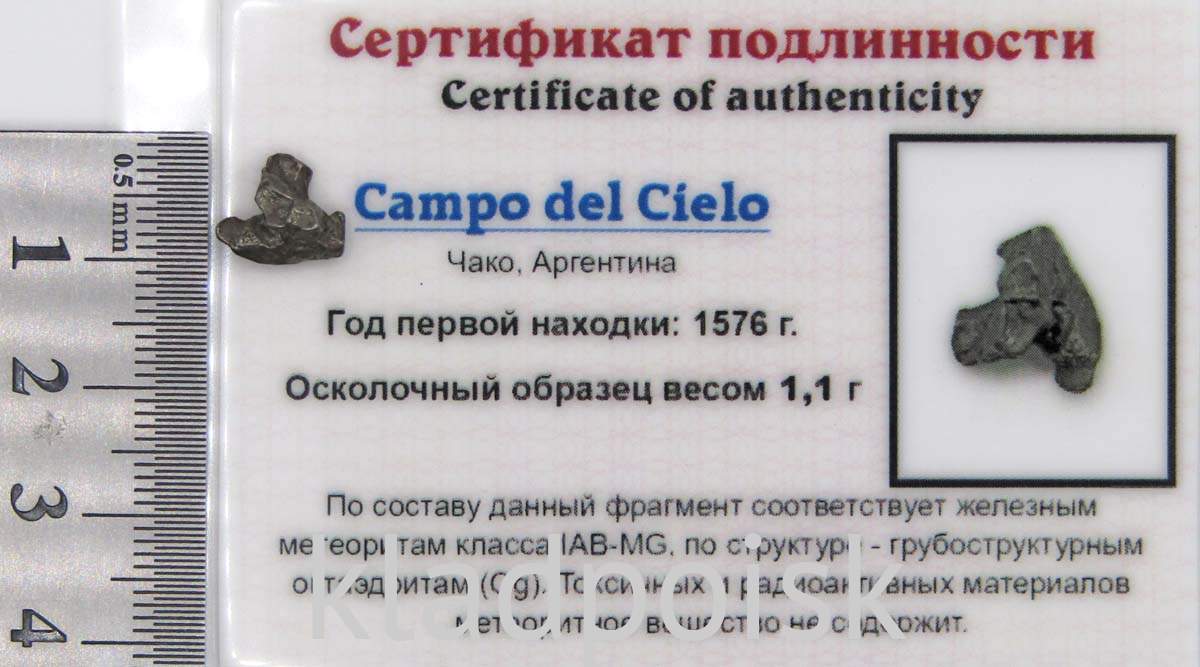 Сертификат подлинности
Certificate of authenticity
0.5 mm
1
2
3
4
Campo del Cielo
Чако, Аргентина
Год первой находки: 1576 г.
Осколочный образец весом 1,1 г
По составу данный фрагмент соответствует железным
метеоритам класса IAB-MG, по структуре - грубоструктурным
октаэдритам (Og). Токсичных и радиоактивных материалов
метеоритное вещество не содержит.
kladpoisk